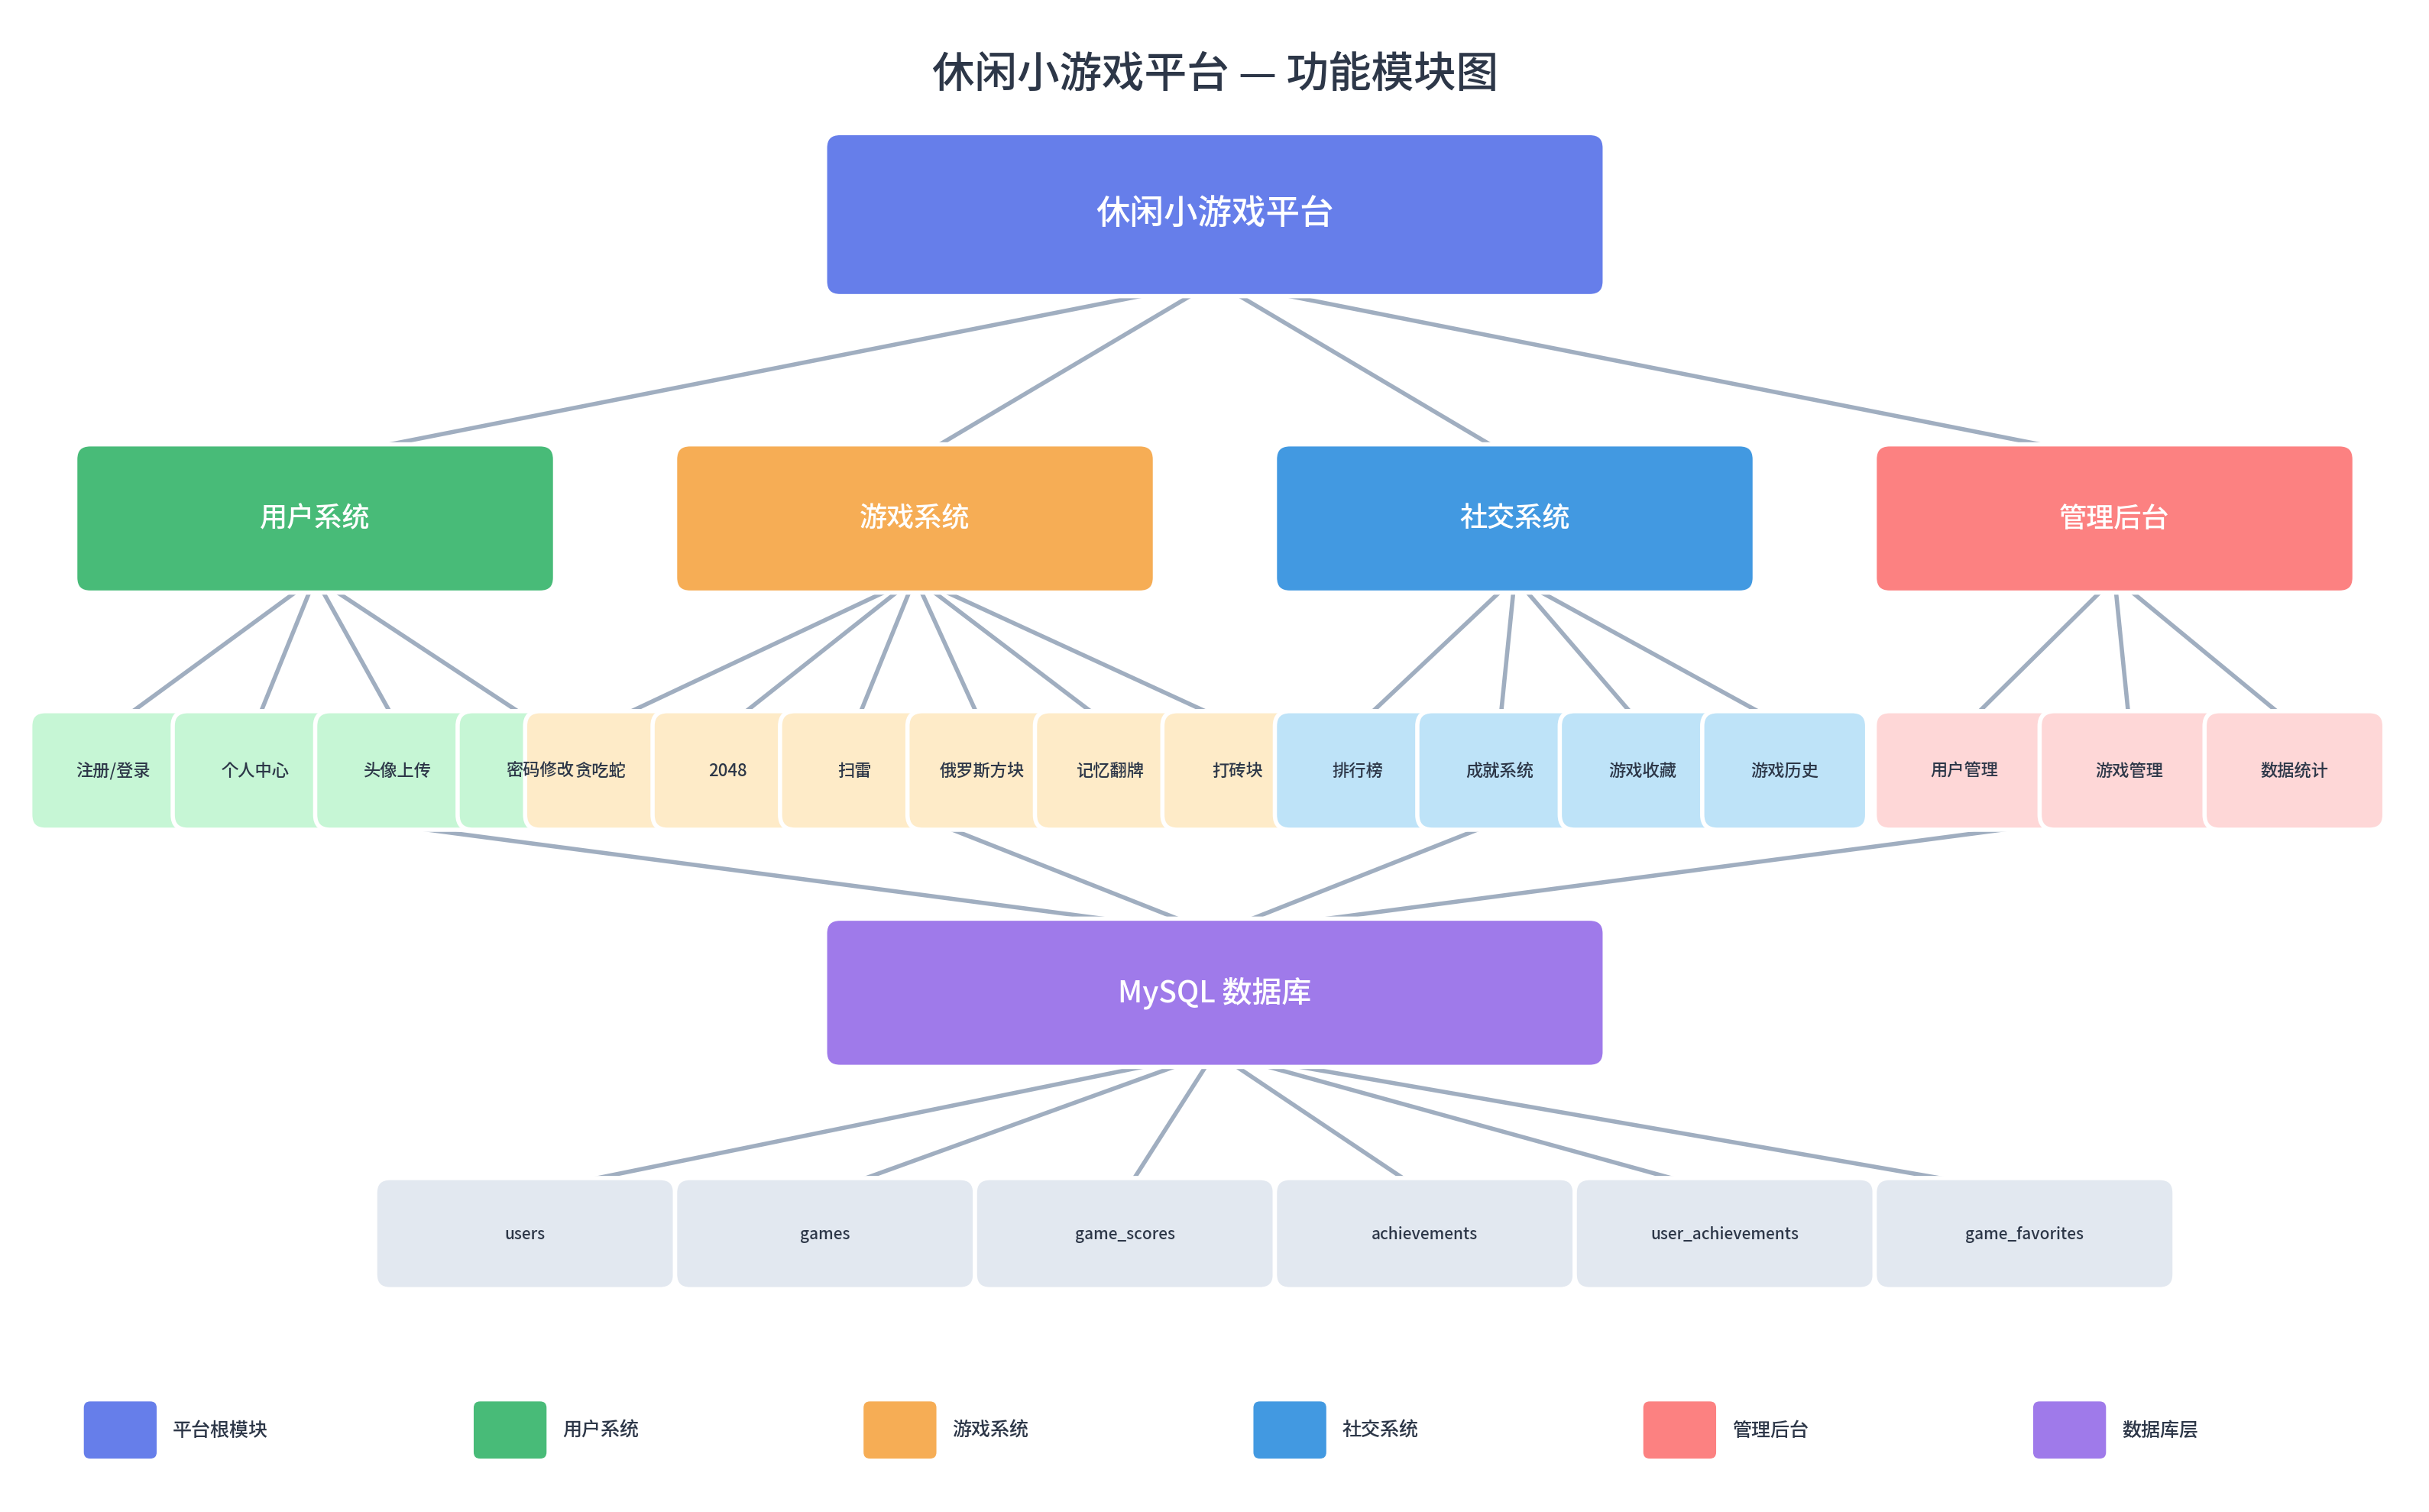 休闲小游戏平台 — 功能模块图
休闲小游戏平台
用户系统
游戏系统
社交系统
管理后台
注册/登录
个人中心
头像上传
密码修改
贪吃蛇
2048
扫雷
俄罗斯方块
记忆翻牌
打砖块
排行榜
成就系统
游戏收藏
游戏历史
用户管理
游戏管理
数据统计
MySQL 数据库
users
games
game_scores
achievements
user_achievements
game_favorites
平台根模块
用户系统
游戏系统
社交系统
管理后台
数据库层